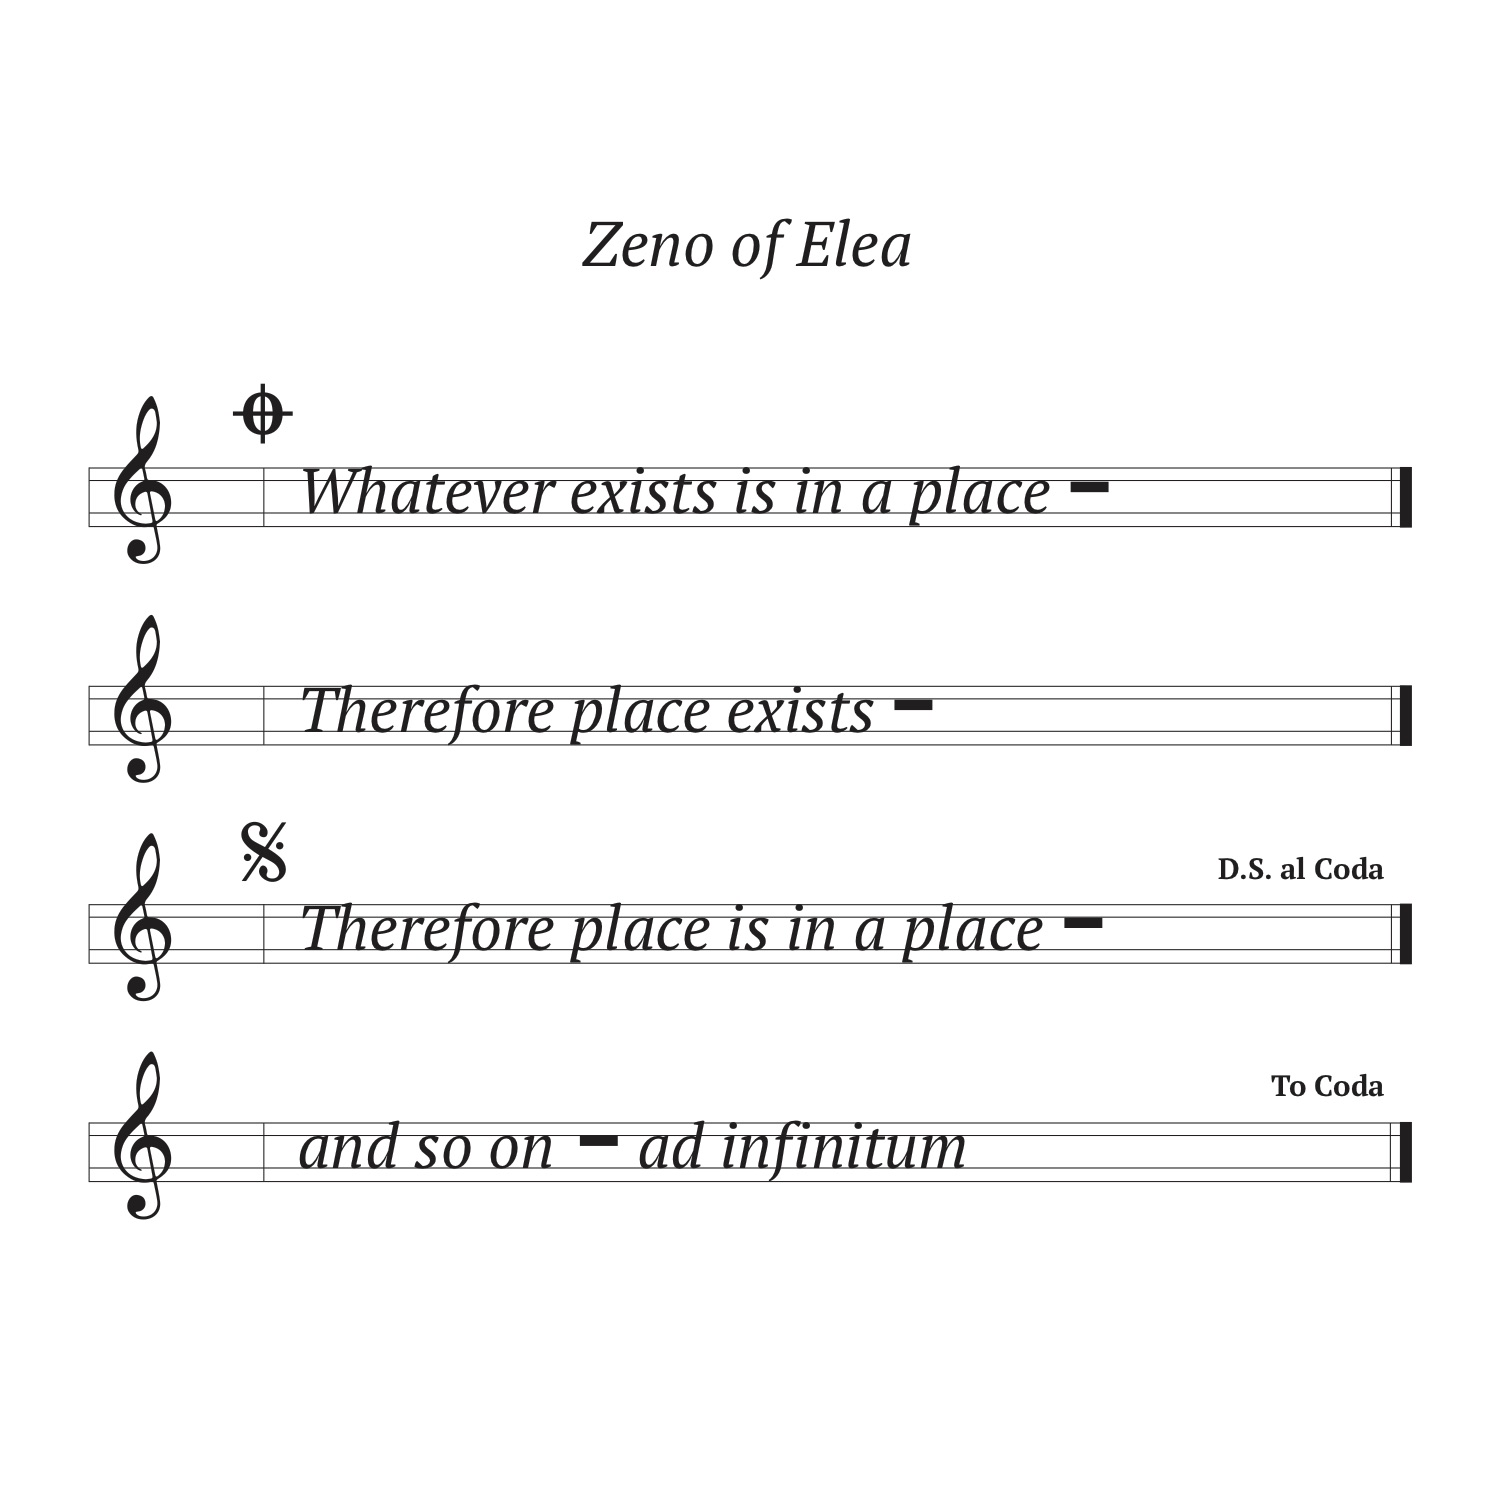 Zeno of Elea
Whatever exists is in a place
Therefore place exists
D.S. al Coda
Therefore place is in a place
To Coda
and so on - ad infinitum